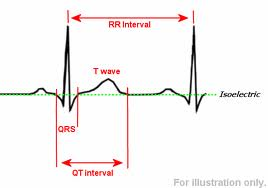 RR Interval
T wave
Isoelectric
QRS
QT interval
For illustration only.